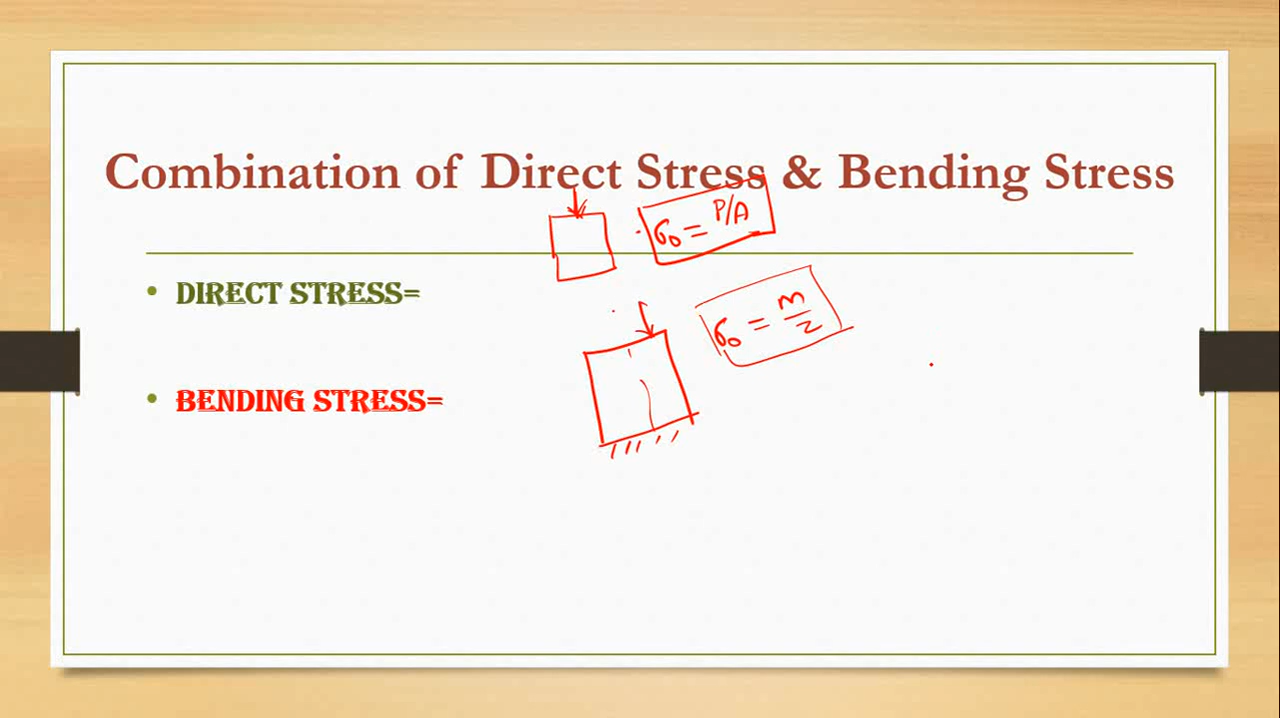 Combination of Direct Stress & Bending Stress
σ₀ = P/A
• DIRECT STRESS=
σ₀ = M/Z
• BENDING STRESS=